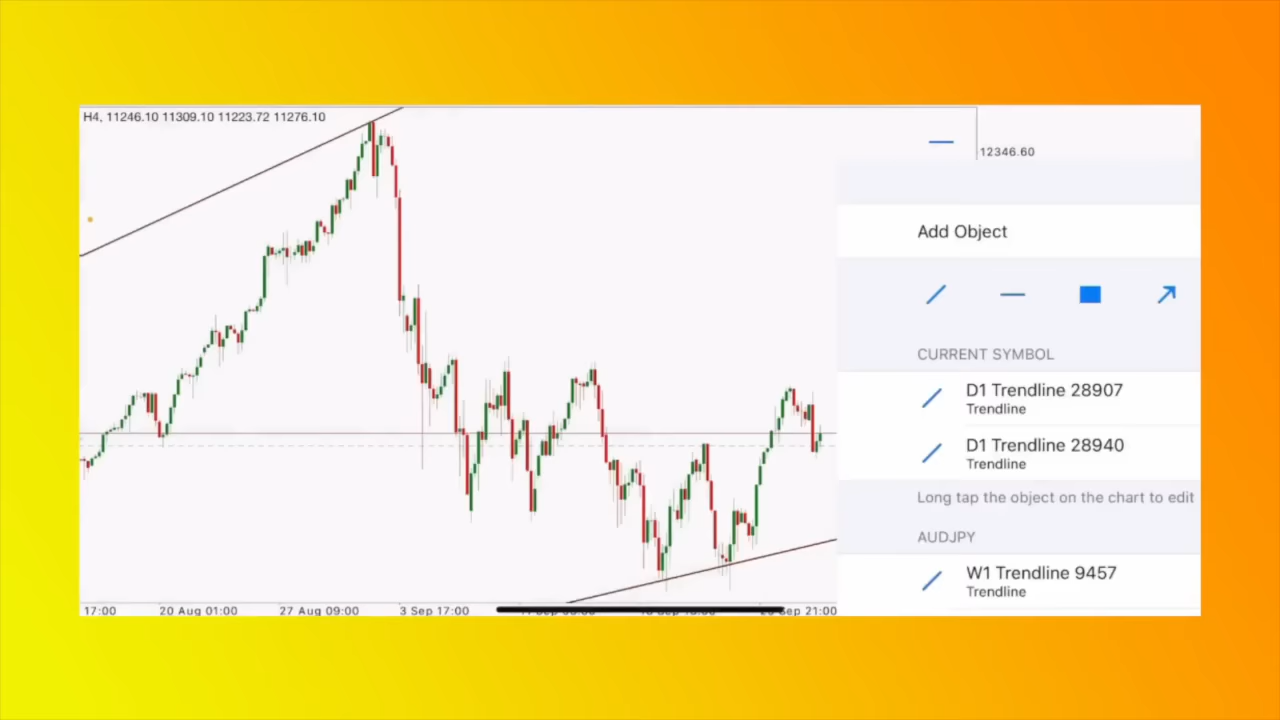 H4, 11246.10 11309.10 11223.72 11276.10
12346.60
Add Object
CURRENT SYMBOL
D1 Trendline 28907
Trendline
D1 Trendline 28940
Trendline
Long tap the object on the chart to edit
AUDJPY
W1 Trendline 9457
Trendline
17:00 20 Aug 01:00 27 Aug 09:00 3 Sep 17:00 Sep 21:00